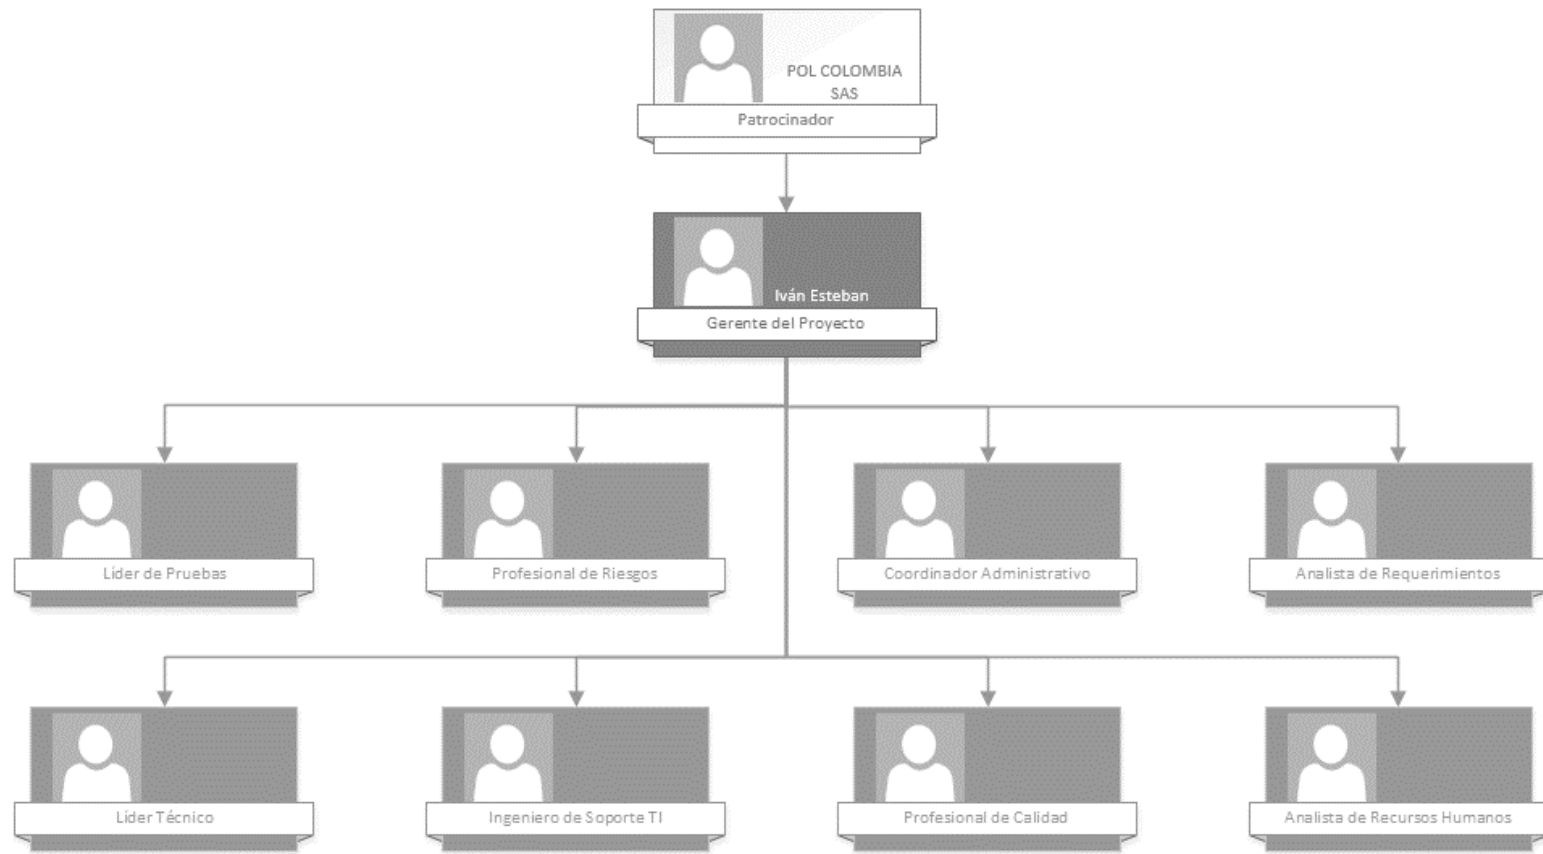 POL COLOMBIA
SAS
Patrocinador
Iván Esteban
Gerente del Proyecto
Líder de Pruebas
Profesional de Riesgos
Coordinador Administrativo
Analista de Requerimientos
Líder Técnico
Ingeniero de Soporte TI
Profesional de Calidad
Analista de Recursos Humanos